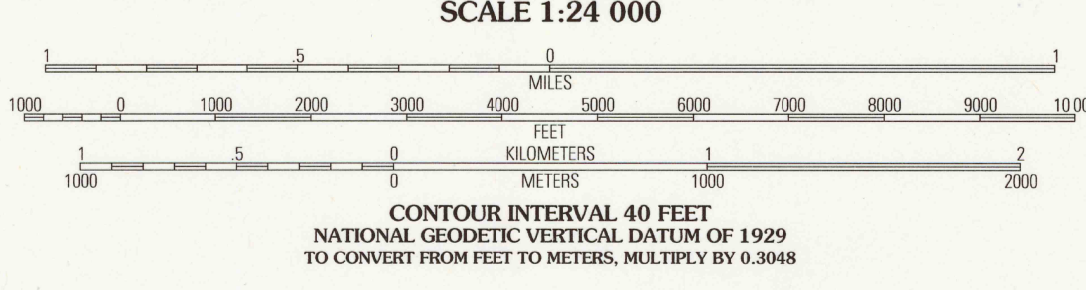 SCALE 1:24 000
1 .5 0 1
MILES
1000 0 1000 2000 3000 4000 5000 6000 7000 8000 9000 10 00
FEET
1 .5 0 KILOMETERS 1 2
1000 0 METERS 1000 2000
CONTOUR INTERVAL 40 FEET
NATIONAL GEODETIC VERTICAL DATUM OF 1929
TO CONVERT FROM FEET TO METERS, MULTIPLY BY 0.3048